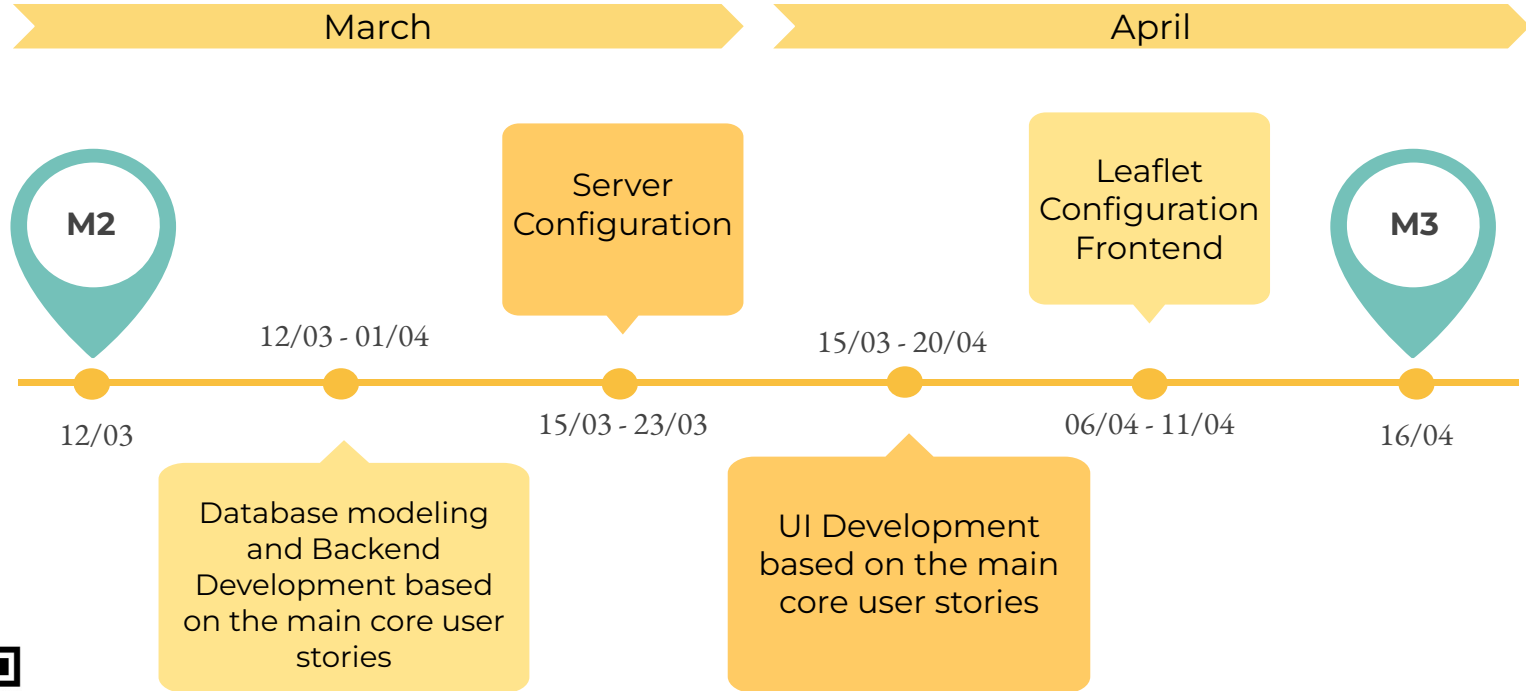 March
April
M2
Server
Configuration
Leaflet
Configuration
Frontend
M3
12/03 - 01/04
15/03 - 20/04
12/03
15/03 - 23/03
06/04 - 11/04
16/04
Database modeling
and Backend
Development based
on the main core user
stories
UI Development
based on the main
core user stories